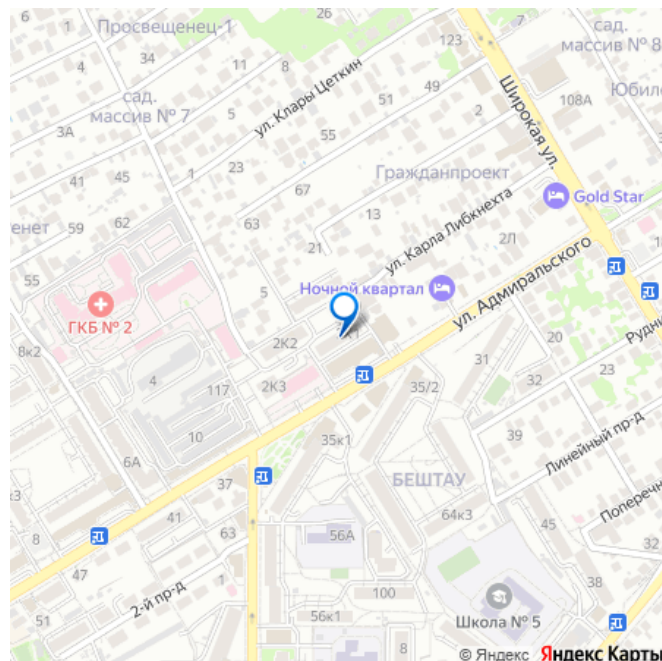 Просвещенец-1
123
сад.
массив № 8
4
34
11
8
сад.
массив № 7
ул. Клары Цеткин
51
49
Широкая ул.
Юбил
108А
3А
1
5
23
55
2
41
45
67
Гражданпроект
1
13
ул. Карла Либкнехта
Gold Star
енет
59
62
63
21
2Л
55
5
Ночной квартал
ул. Адмиральского
ГКБ № 2
8к2
2К2
4
117
2К3
31
20
Рудни
32
23
35/2
10
35к1
39
Линейный пр-д
6А
к3
37
БЕШТАУ
Поперечн
8
41
63
64к3
45
32
47
56А
2-й пр-д
1
100
38
51
56к1
8
Школа № 5
© Яндекс Яндекс Карты